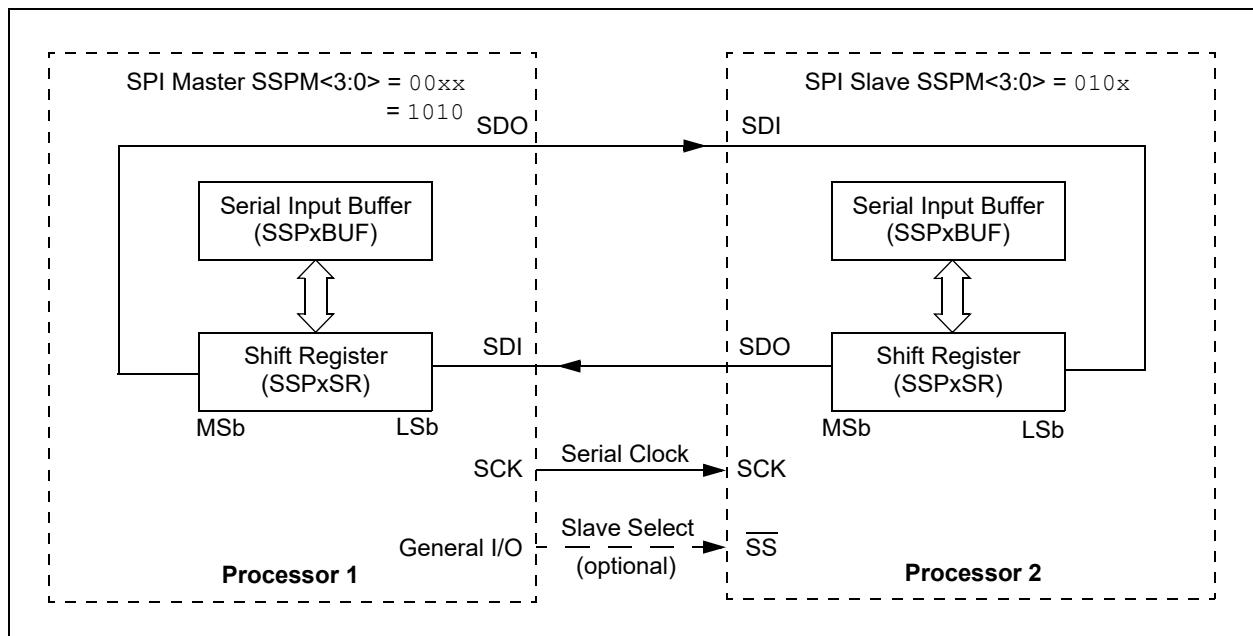 SPI Master SSPM<3:0> = 00xx
= 1010
SDO
Serial Input Buffer
(SSPxBUF)
Shift Register
(SSPxSR)
MSb
LSb
SDI
SCK
General I/O
Processor 1
Serial Clock
Slave Select
(optional)
SPI Slave SSPM<3:0> = 010x
SDI
Serial Input Buffer
(SSPxBUF)
SDO
Shift Register
(SSPxSR)
MSb
LSb
SCK
S̅S̅
Processor 2